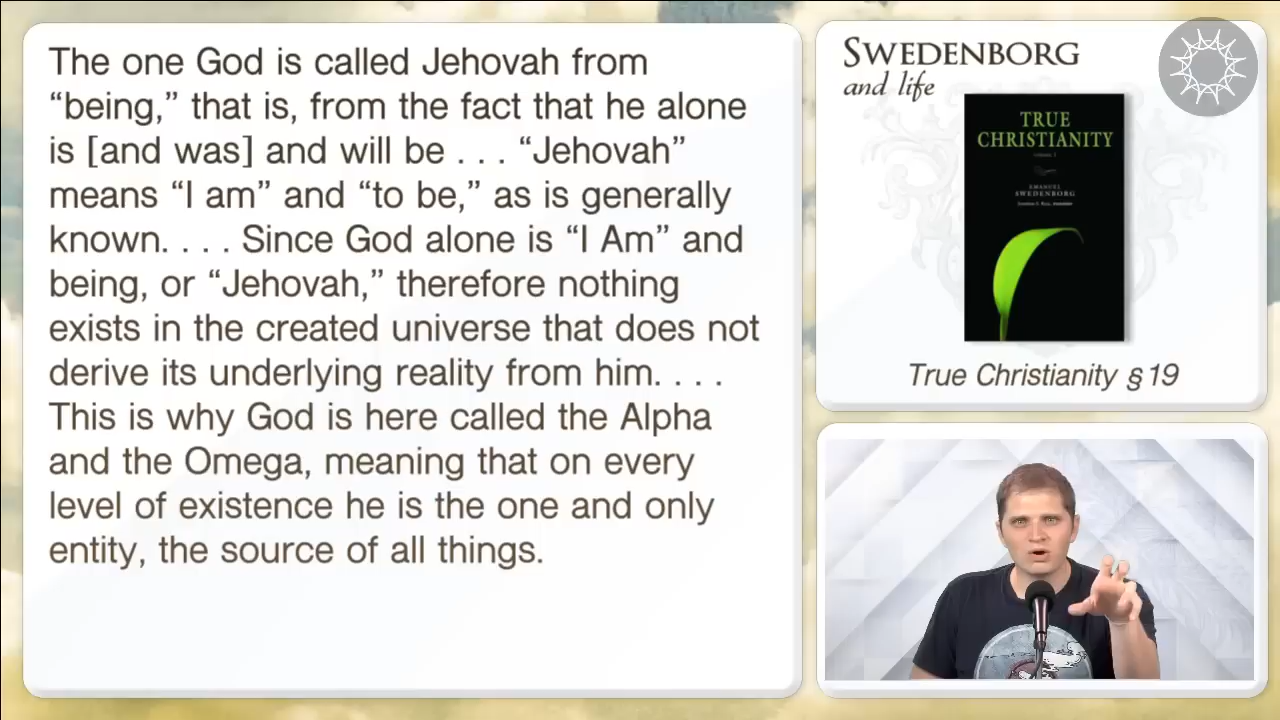 The one God is called Jehovah from
“being,” that is, from the fact that he alone
is [and was] and will be . . . “Jehovah”
means “I am” and “to be,” as is generally
known. . . . Since God alone is “I Am” and
being, or “Jehovah,” therefore nothing
exists in the created universe that does not
derive its underlying reality from him. . . .
This is why God is here called the Alpha
and the Omega, meaning that on every
level of existence he is the one and only
entity, the source of all things.
SWEDENBORG
and life
TRUE
CHRISTIANITY
volume 1
EMANUEL
SWEDENBORG
True Christianity §19